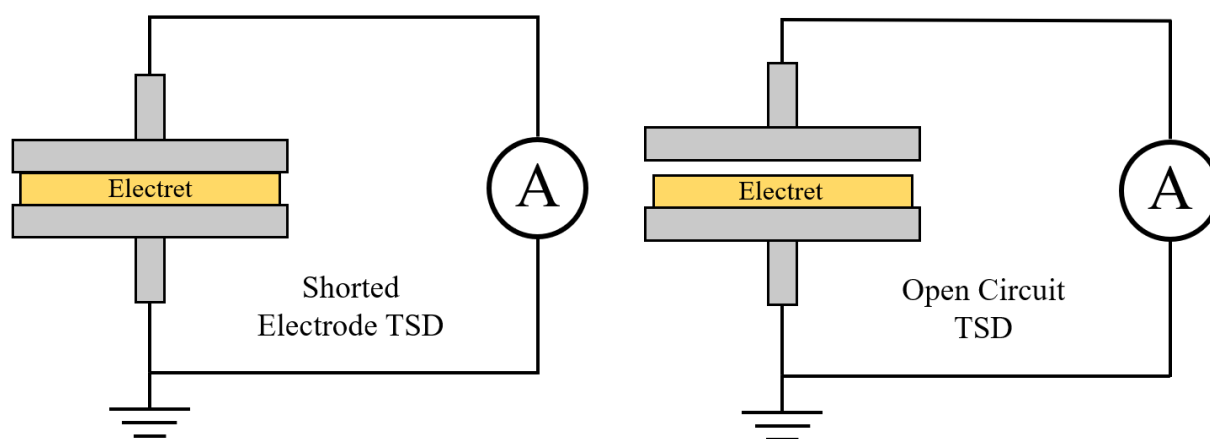 Electret
A
Shorted
Electrode TSD
Electret
A
Open Circuit
TSD